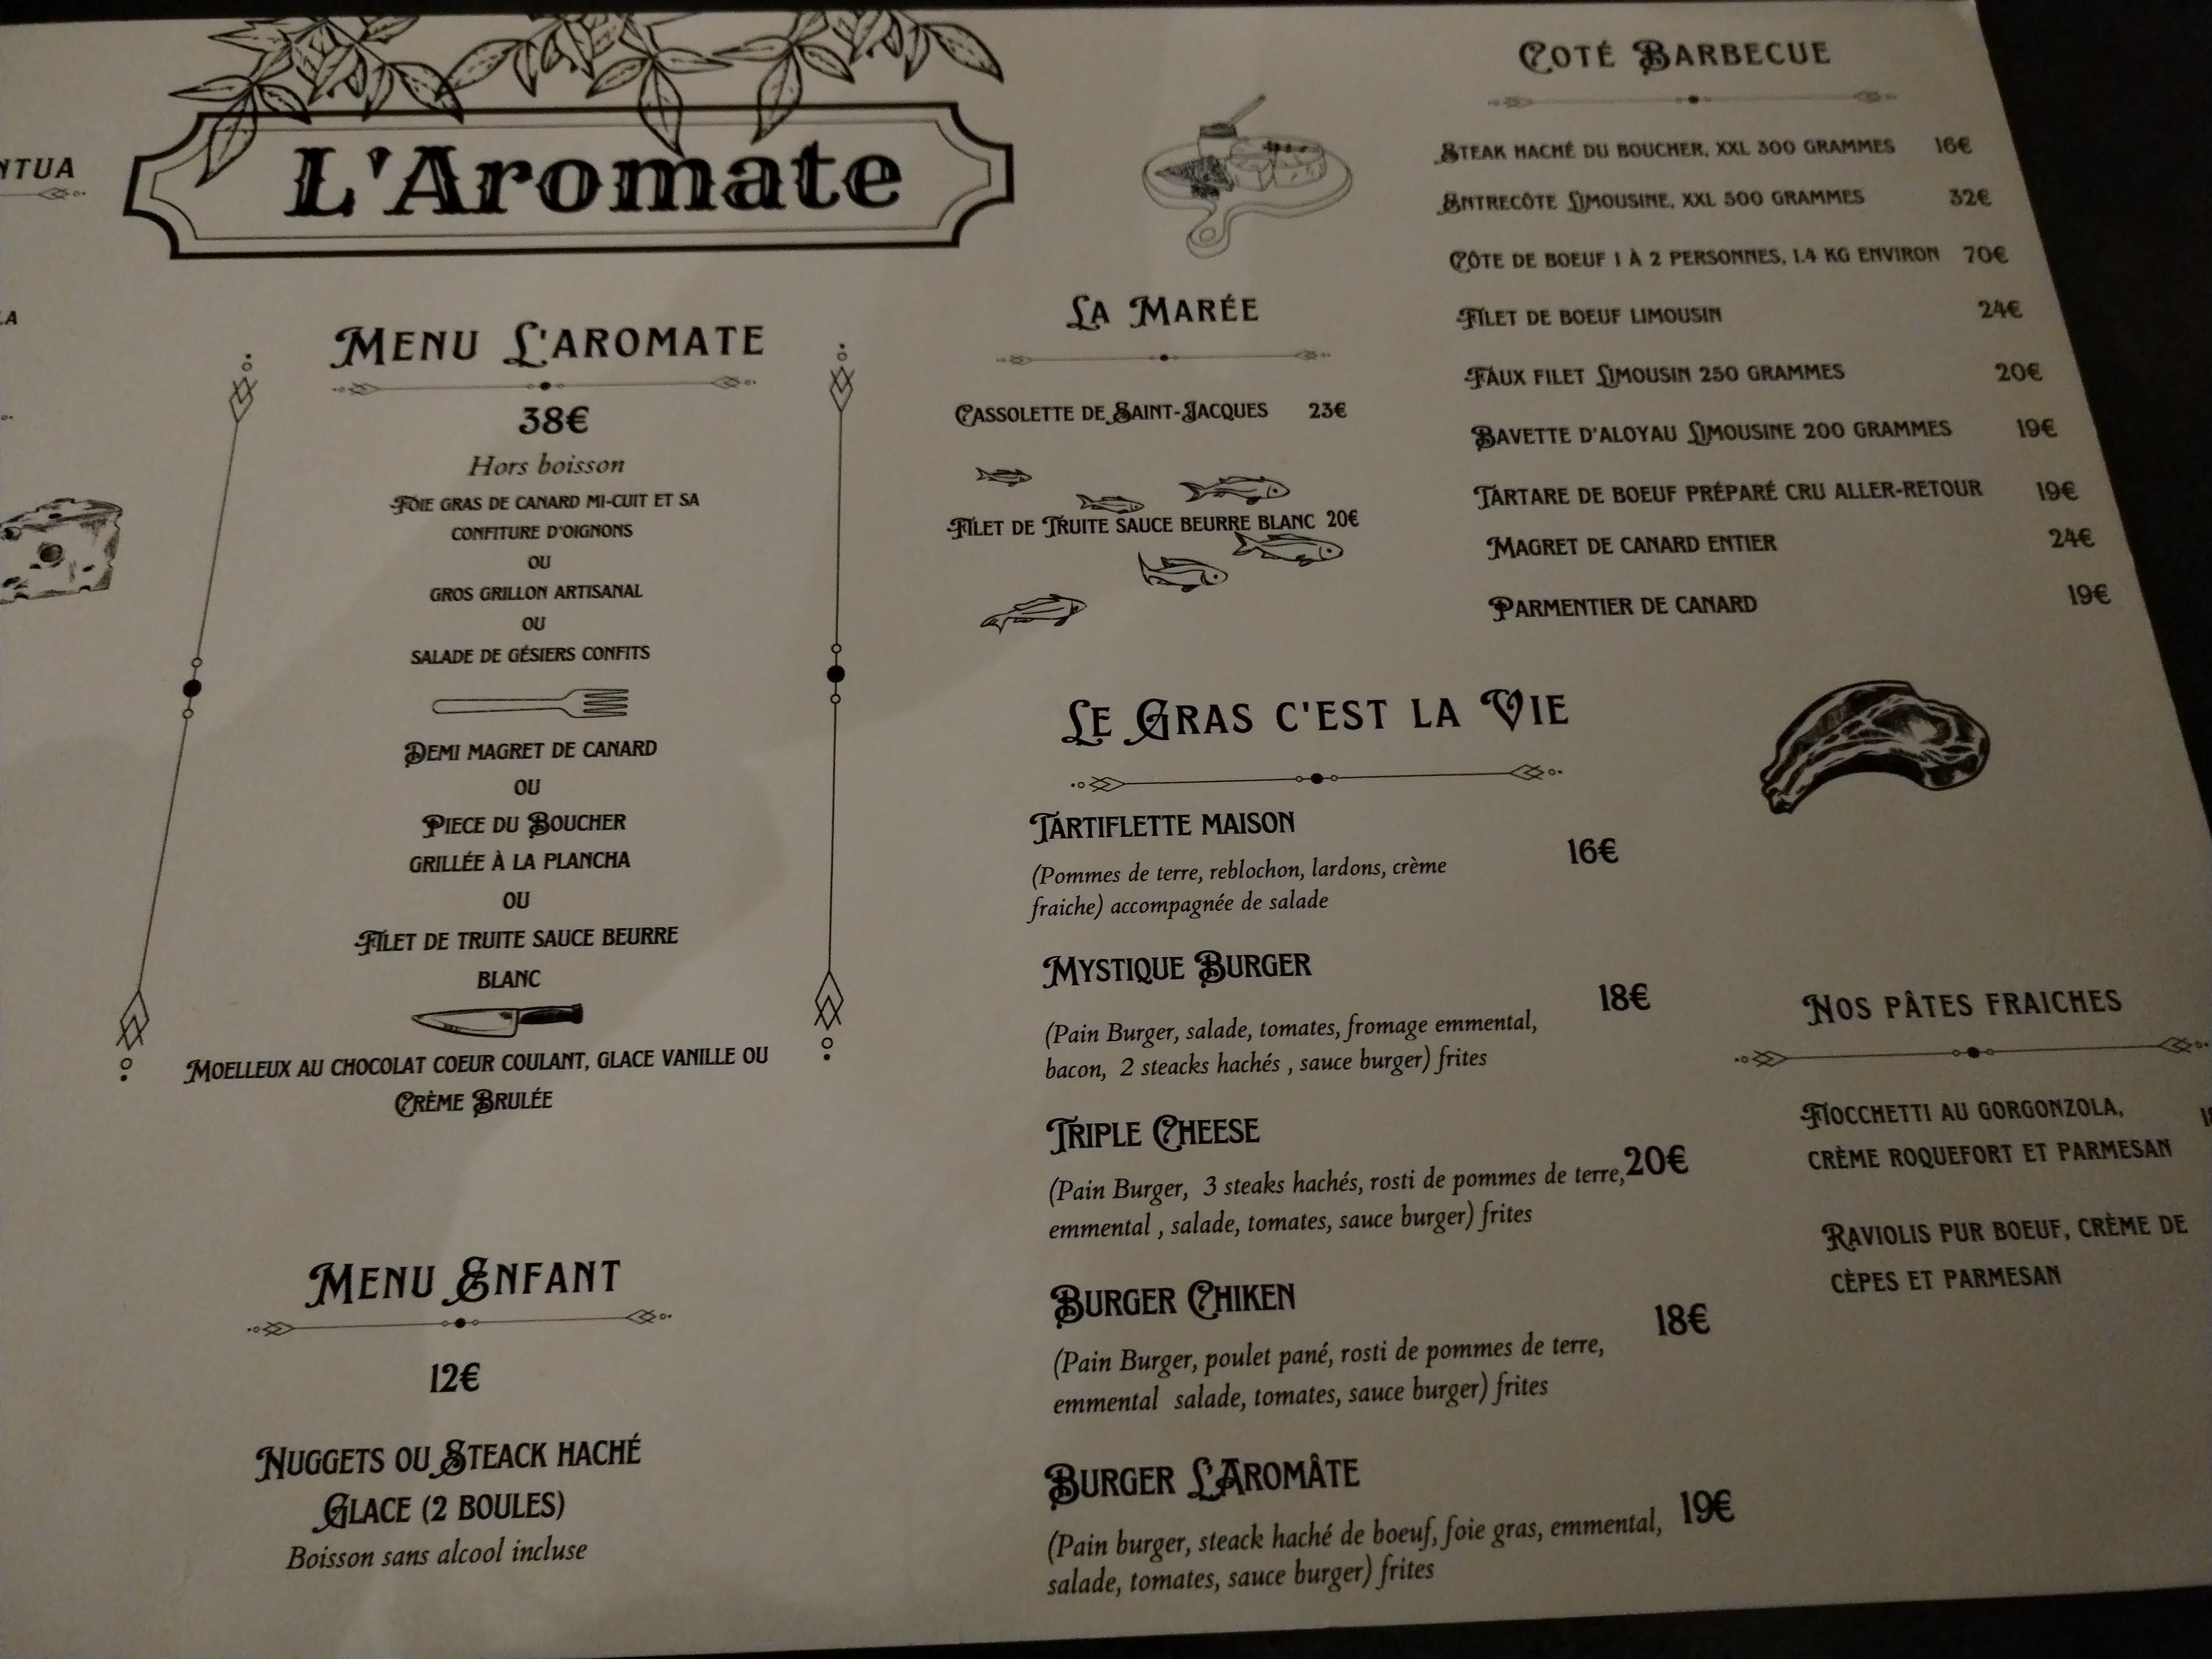 L'Aromate
MENU L'AROMATE
38€
Hors boisson
FOIE GRAS DE CANARD MI-CUIT ET SA
CONFITURE D'OIGNONS
OU
GROS GRILLON ARTISANAL
OU
SALADE DE GÉSIERS CONFITS
DEMI MAGRET DE CANARD
OU
PIECE DU BOUCHER
GRILLÉE À LA PLANCHA
OU
FILET DE TRUITE SAUCE BEURRE
BLANC
MOELLEUX AU CHOCOLAT COEUR COULANT, GLACE VANILLE OU
CRÈME BRULÉE
MENU ENFANT
12€
NUGGETS OU STEACK HACHÉ
GLACE (2 BOULES)
Boisson sans alcool incluse
LA MARÉE
CASSOLETTE DE SAINT-JACQUES 23€
FILET DE TRUITE SAUCE BEURRE BLANC 20€
COTÉ BARBECUE
STEAK HACHÉ DU BOUCHER, XXL 300 GRAMMES 16€
ENTRECÔTE LIMOUSINE, XXL 500 GRAMMES 32€
CÔTE DE BOEUF 1 À 2 PERSONNES, 1.4 KG ENVIRON 70€
FILET DE BOEUF LIMOUSIN 24€
FAUX FILET LIMOUSIN 250 GRAMMES 20€
BAVETTE D'ALOYAU LIMOUSINE 200 GRAMMES 19€
TARTARE DE BOEUF PRÉPARÉ CRU ALLER-RETOUR 19€
MAGRET DE CANARD ENTIER 24€
PARMENTIER DE CANARD 19€
LE GRAS C'EST LA VIE
TARTIFLETTE MAISON
16€
(Pommes de terre, reblochon, lardons, crème
fraiche) accompagnée de salade
MYSTIQUE BURGER
18€
(Pain Burger, salade, tomates, fromage emmental,
bacon, 2 steacks hachés , sauce burger) frites
TRIPLE CHEESE
20€
(Pain Burger, 3 steaks hachés, rosti de pommes de terre,
emmental , salade, tomates, sauce burger) frites
BURGER CHIKEN
18€
(Pain Burger, poulet pané, rosti de pommes de terre,
emmental salade, tomates, sauce burger) frites
BURGER L'AROMÂTE
19€
(Pain burger, steack haché de boeuf, foie gras, emmental,
salade, tomates, sauce burger) frites
NOS PÂTES FRAICHES
FIOCCHETTI AU GORGONZOLA,
CRÈME ROQUEFORT ET PARMESAN
RAVIOLIS PUR BOEUF, CRÈME DE
CÈPES ET PARMESAN